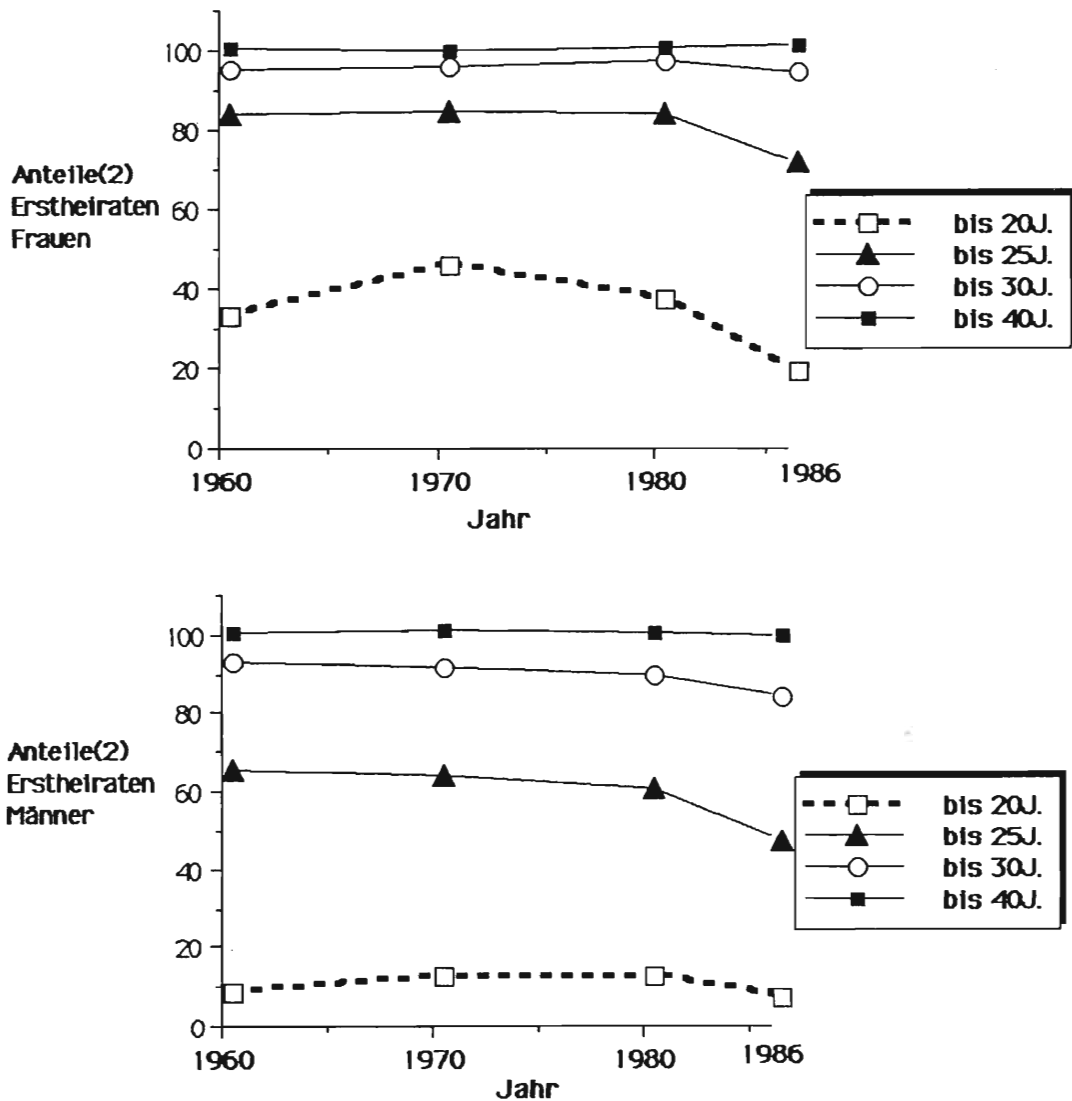 100
80
60
40
20
0
Anteile(2)
Erstheiraten
Frauen
1960
1970
1980
1986
Jahr
bis 20J.
bis 25J.
bis 30J.
bis 40J.
100
80
60
40
20
0
Anteile(2)
Erstheiraten
Männer
1960
1970
1980
1986
Jahr
bis 20J.
bis 25J.
bis 30J.
bis 40J.